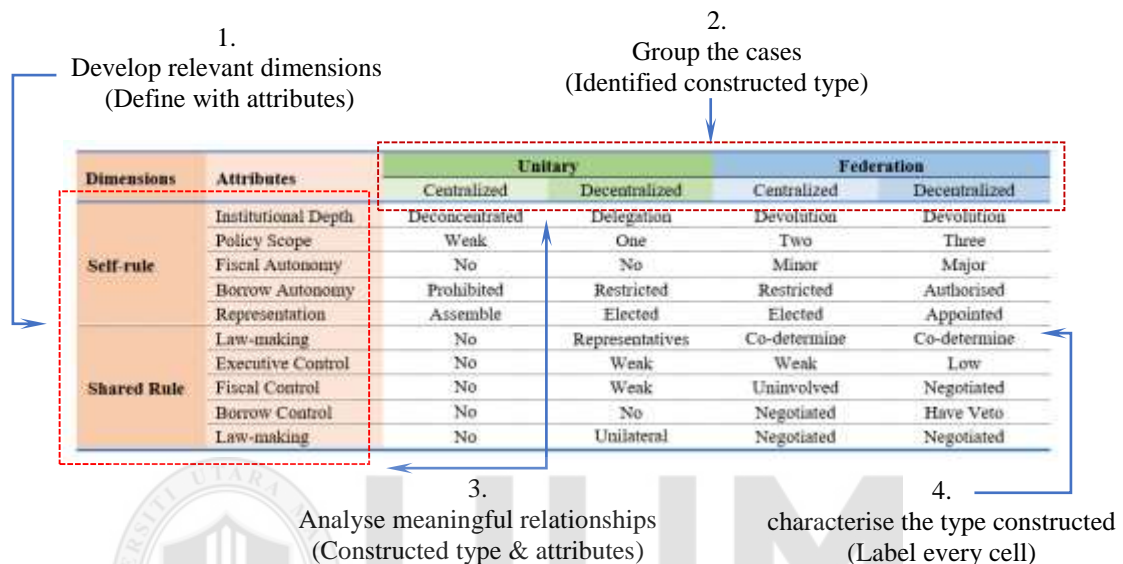 1.
Develop relevant dimensions
(Define with attributes)
2.
Group the cases
(Identified constructed type)
Dimensions Attributes Unitary Federation
Centralized Decentralized Centralized Decentralized
Institutional Depth Deconcentrated Delegation Devolution Devolution
Policy Scope Weak One Two Three
Self-rule Fiscal Autonomy No No Minor Major
Borrow Autonomy Prohibited Restricted Restricted Authorised
Representation Assemble Elected Elected Appointed
Law-making No Representatives Co-determine Co-determine
Executive Control No Weak Weak Low
Shared Rule Fiscal Control No Weak Uninvolved Negotiated
Borrow Control No No Negotiated Have Veto
Law-making No Unilateral Negotiated Negotiated
3.
Analyse meaningful relationships
(Constructed type & attributes)
4.
characterise the type constructed
(Label every cell)
UTARA
UUM